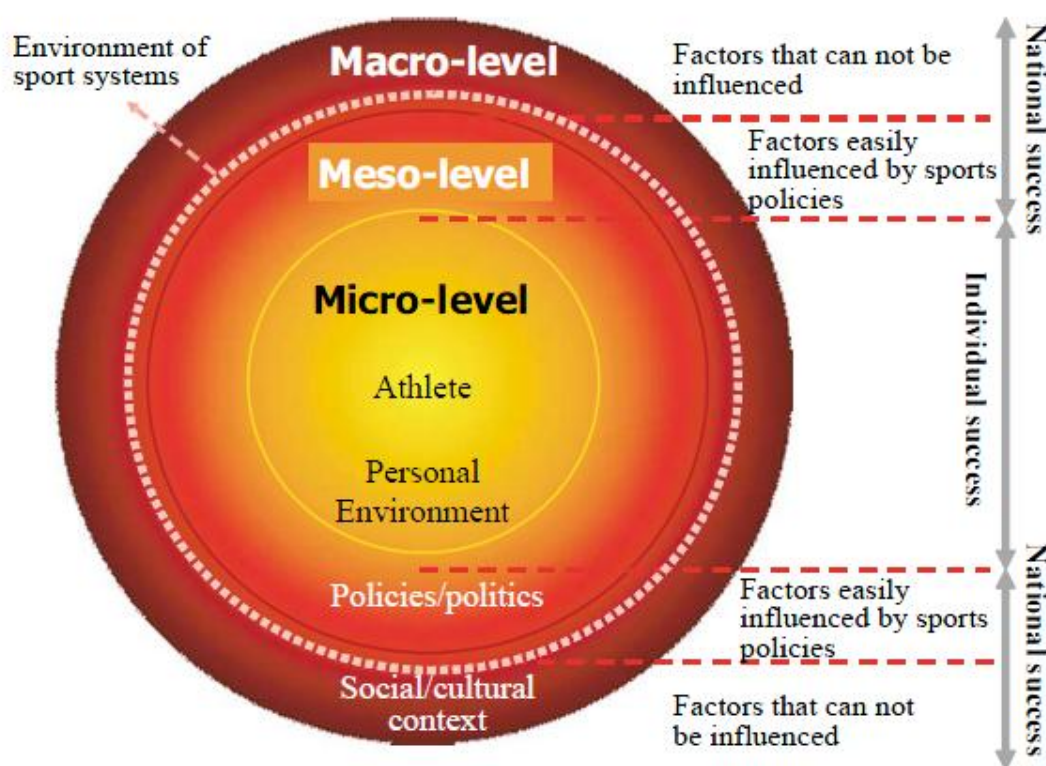 Environment of
sport systems
Macro-level
Factors that can not be
influenced
National success
Meso-level
Factors easily
influenced by sports
policies
Micro-level
Athlete
Personal
Environment
Individual success
Policies/politics
Factors easily
influenced by sports
policies
National success
Social/cultural
context
Factors that can not
be influenced